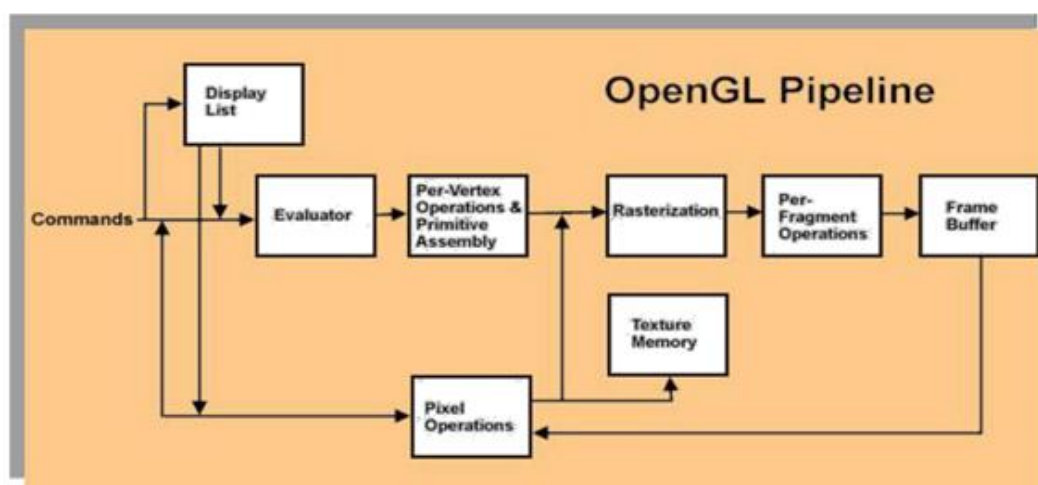 OpenGL Pipeline
Display
List
Commands
Evaluator
Per-Vertex
Operations &
Primitive
Assembly
Rasterization
Per-
Fragment
Operations
Frame
Buffer
Texture
Memory
Pixel
Operations